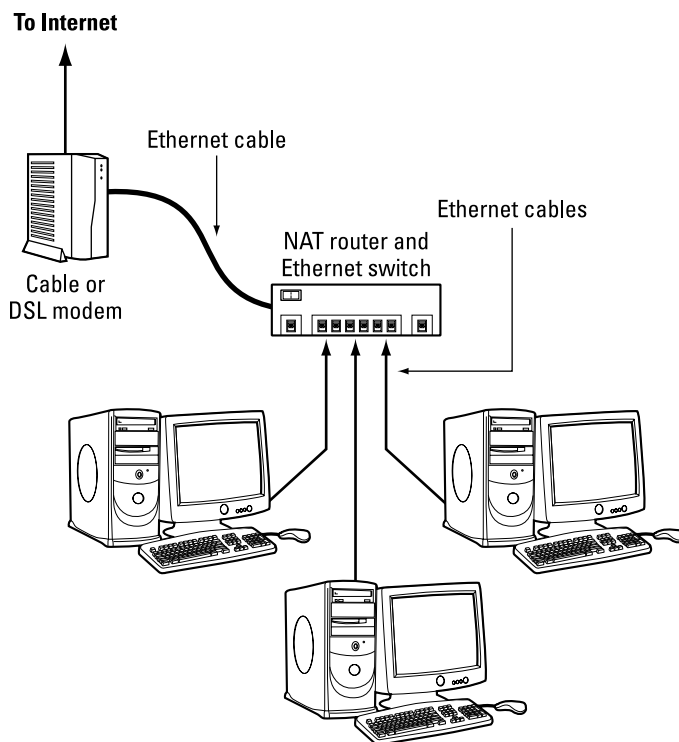 To Internet
Ethernet cable
Ethernet cables
NAT router and
Ethernet switch
Cable or
DSL modem